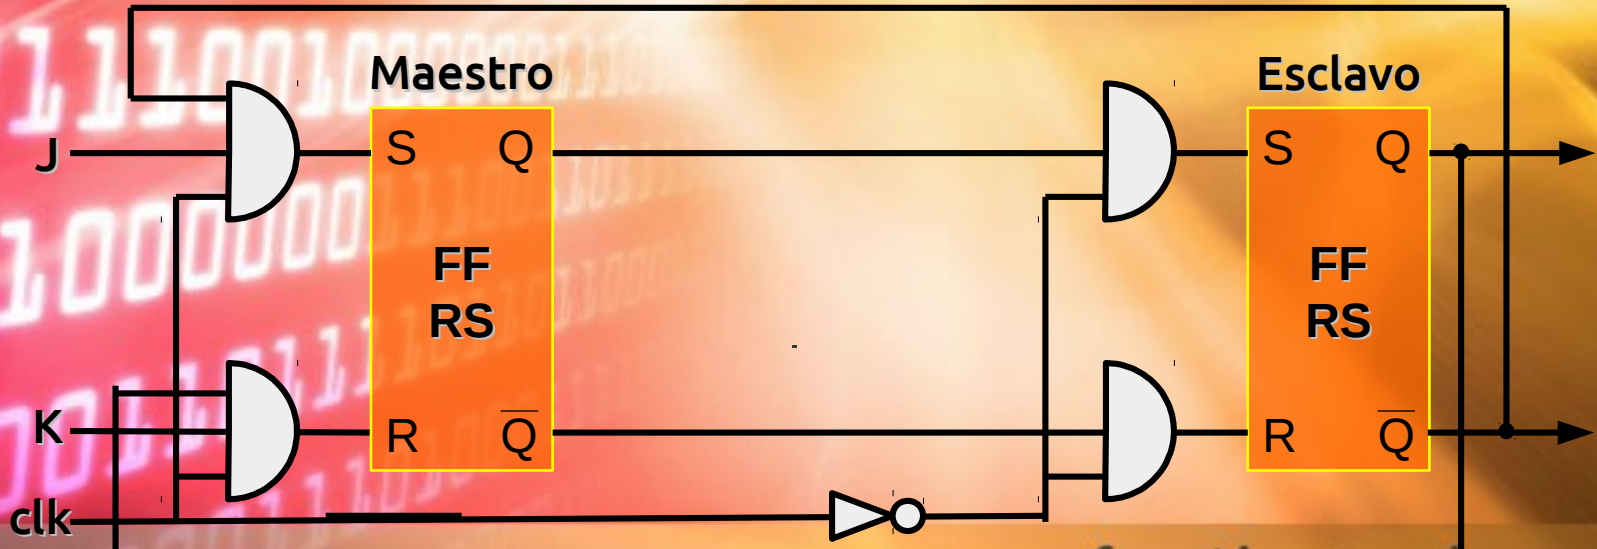 Maestro
Esclavo
J
S Q
S Q
FF
RS
FF
RS
K
R Q̅
R Q̅
clk